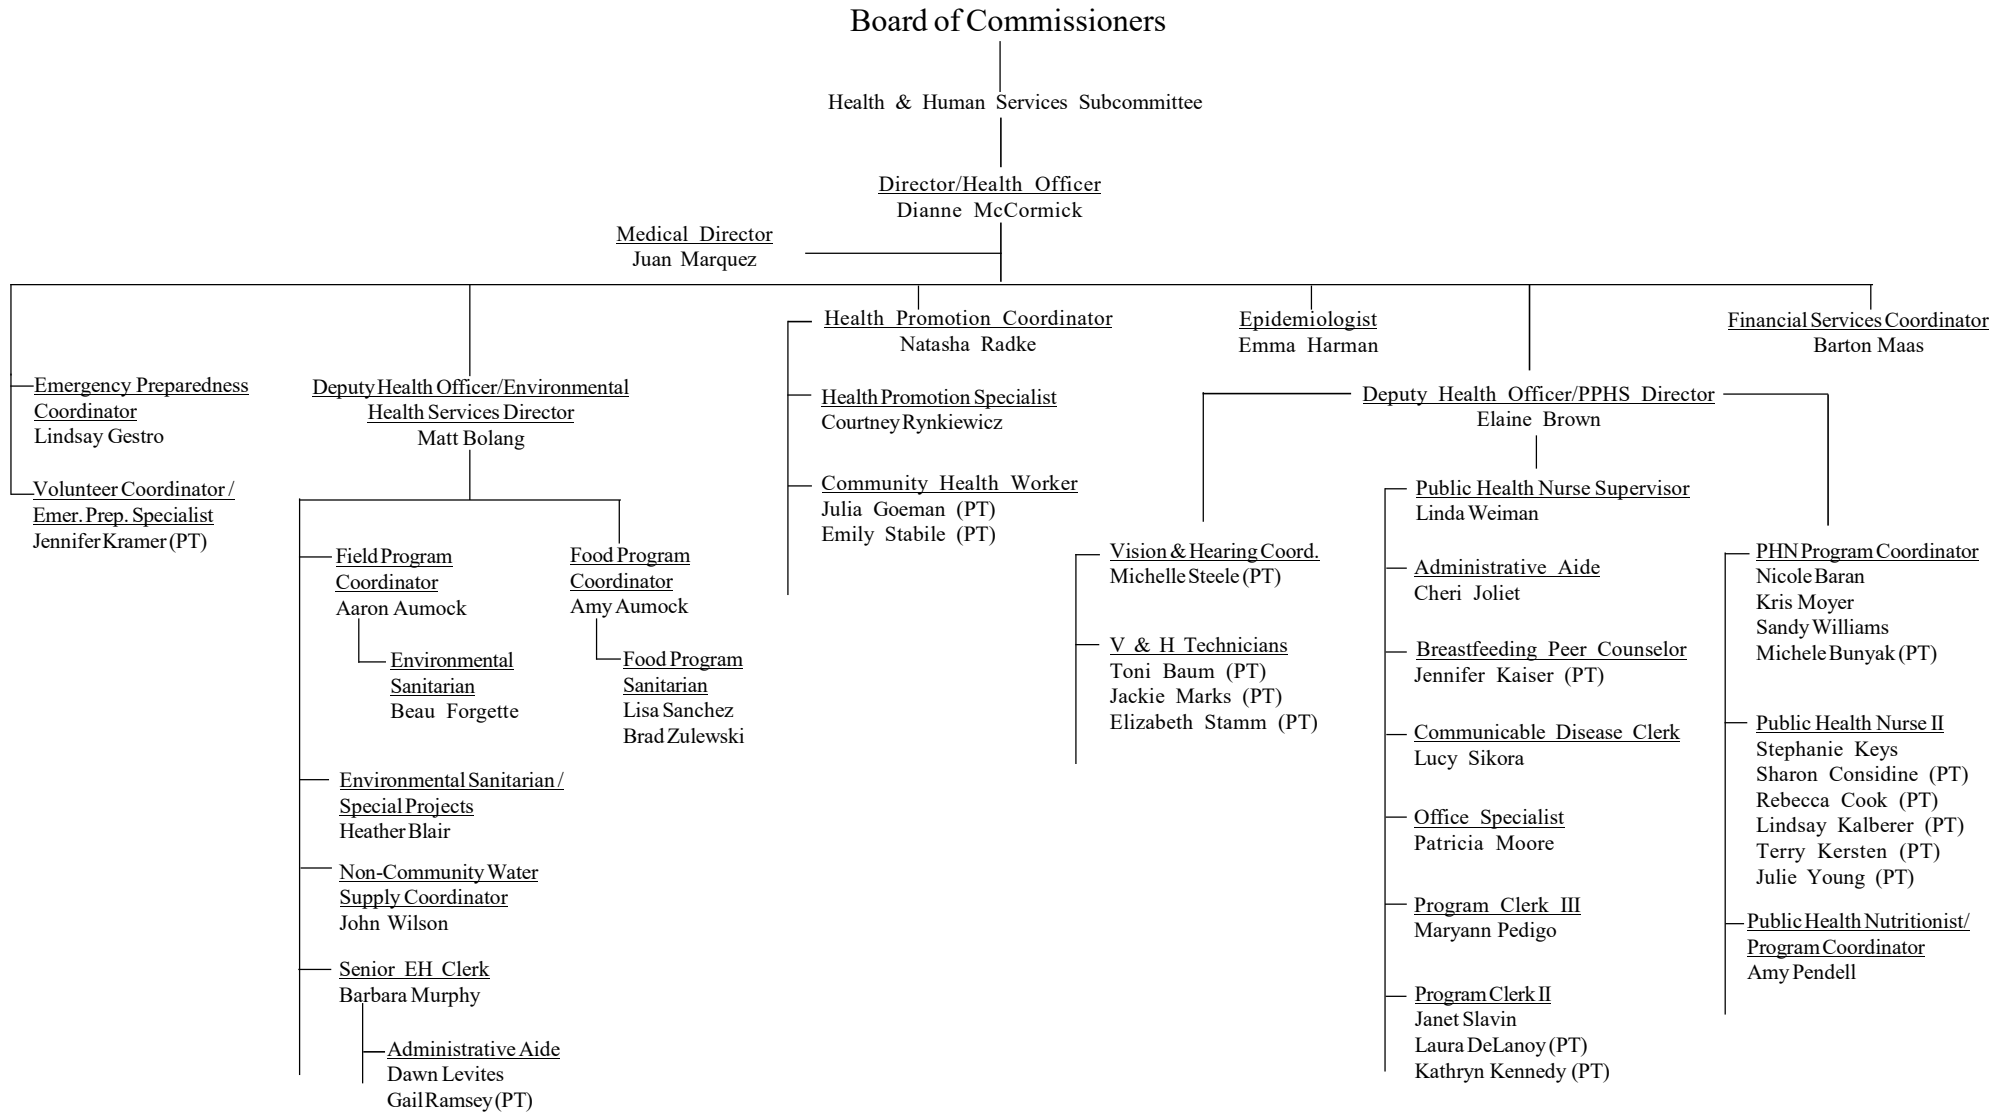 Board of Commissioners
Health & Human Services Subcommittee
Director/Health Officer
Dianne McCormick
Medical Director
Juan Marquez
Emergency Preparedness
Coordinator
Lindsay Gestro
Volunteer Coordinator /
Emer. Prep. Specialist
Jennifer Kramer (PT)
Deputy Health Officer/Environmental
Health Services Director
Matt Bolang
Field Program
Coordinator
Aaron Aumock
Environmental
Sanitarian
Beau Forgette
Food Program
Coordinator
Amy Aumock
Food Program
Sanitarian
Lisa Sanchez
Brad Zulewski
Environmental Sanitarian /
Special Projects
Heather Blair
Non-Community Water
Supply Coordinator
John Wilson
Senior EH Clerk
Barbara Murphy
Administrative Aide
Dawn Levites
Gail Ramsey (PT)
Health Promotion Coordinator
Natasha Radke
Health Promotion Specialist
Courtney Rynkiewicz
Community Health Worker
Julia Goeman (PT)
Emily Stabile (PT)
Epidemiologist
Emma Harman
Deputy Health Officer/PPHS Director
Elaine Brown
Vision & Hearing Coord.
Michelle Steele (PT)
V & H Technicians
Toni Baum (PT)
Jackie Marks (PT)
Elizabeth Stamm (PT)
Public Health Nurse Supervisor
Linda Weiman
Administrative Aide
Cheri Joliet
Breastfeeding Peer Counselor
Jennifer Kaiser (PT)
Communicable Disease Clerk
Lucy Sikora
Office Specialist
Patricia Moore
Program Clerk III
Maryann Pedigo
Program Clerk II
Janet Slavin
Laura DeLanoy (PT)
Kathryn Kennedy (PT)
PHN Program Coordinator
Nicole Baran
Kris Moyer
Sandy Williams
Michele Bunyak (PT)
Public Health Nurse II
Stephanie Keys
Sharon Considine (PT)
Rebecca Cook (PT)
Lindsay Kalberer (PT)
Terry Kersten (PT)
Julie Young (PT)
Public Health Nutritionist/
Program Coordinator
Amy Pendell
Financial Services Coordinator
Barton Maas